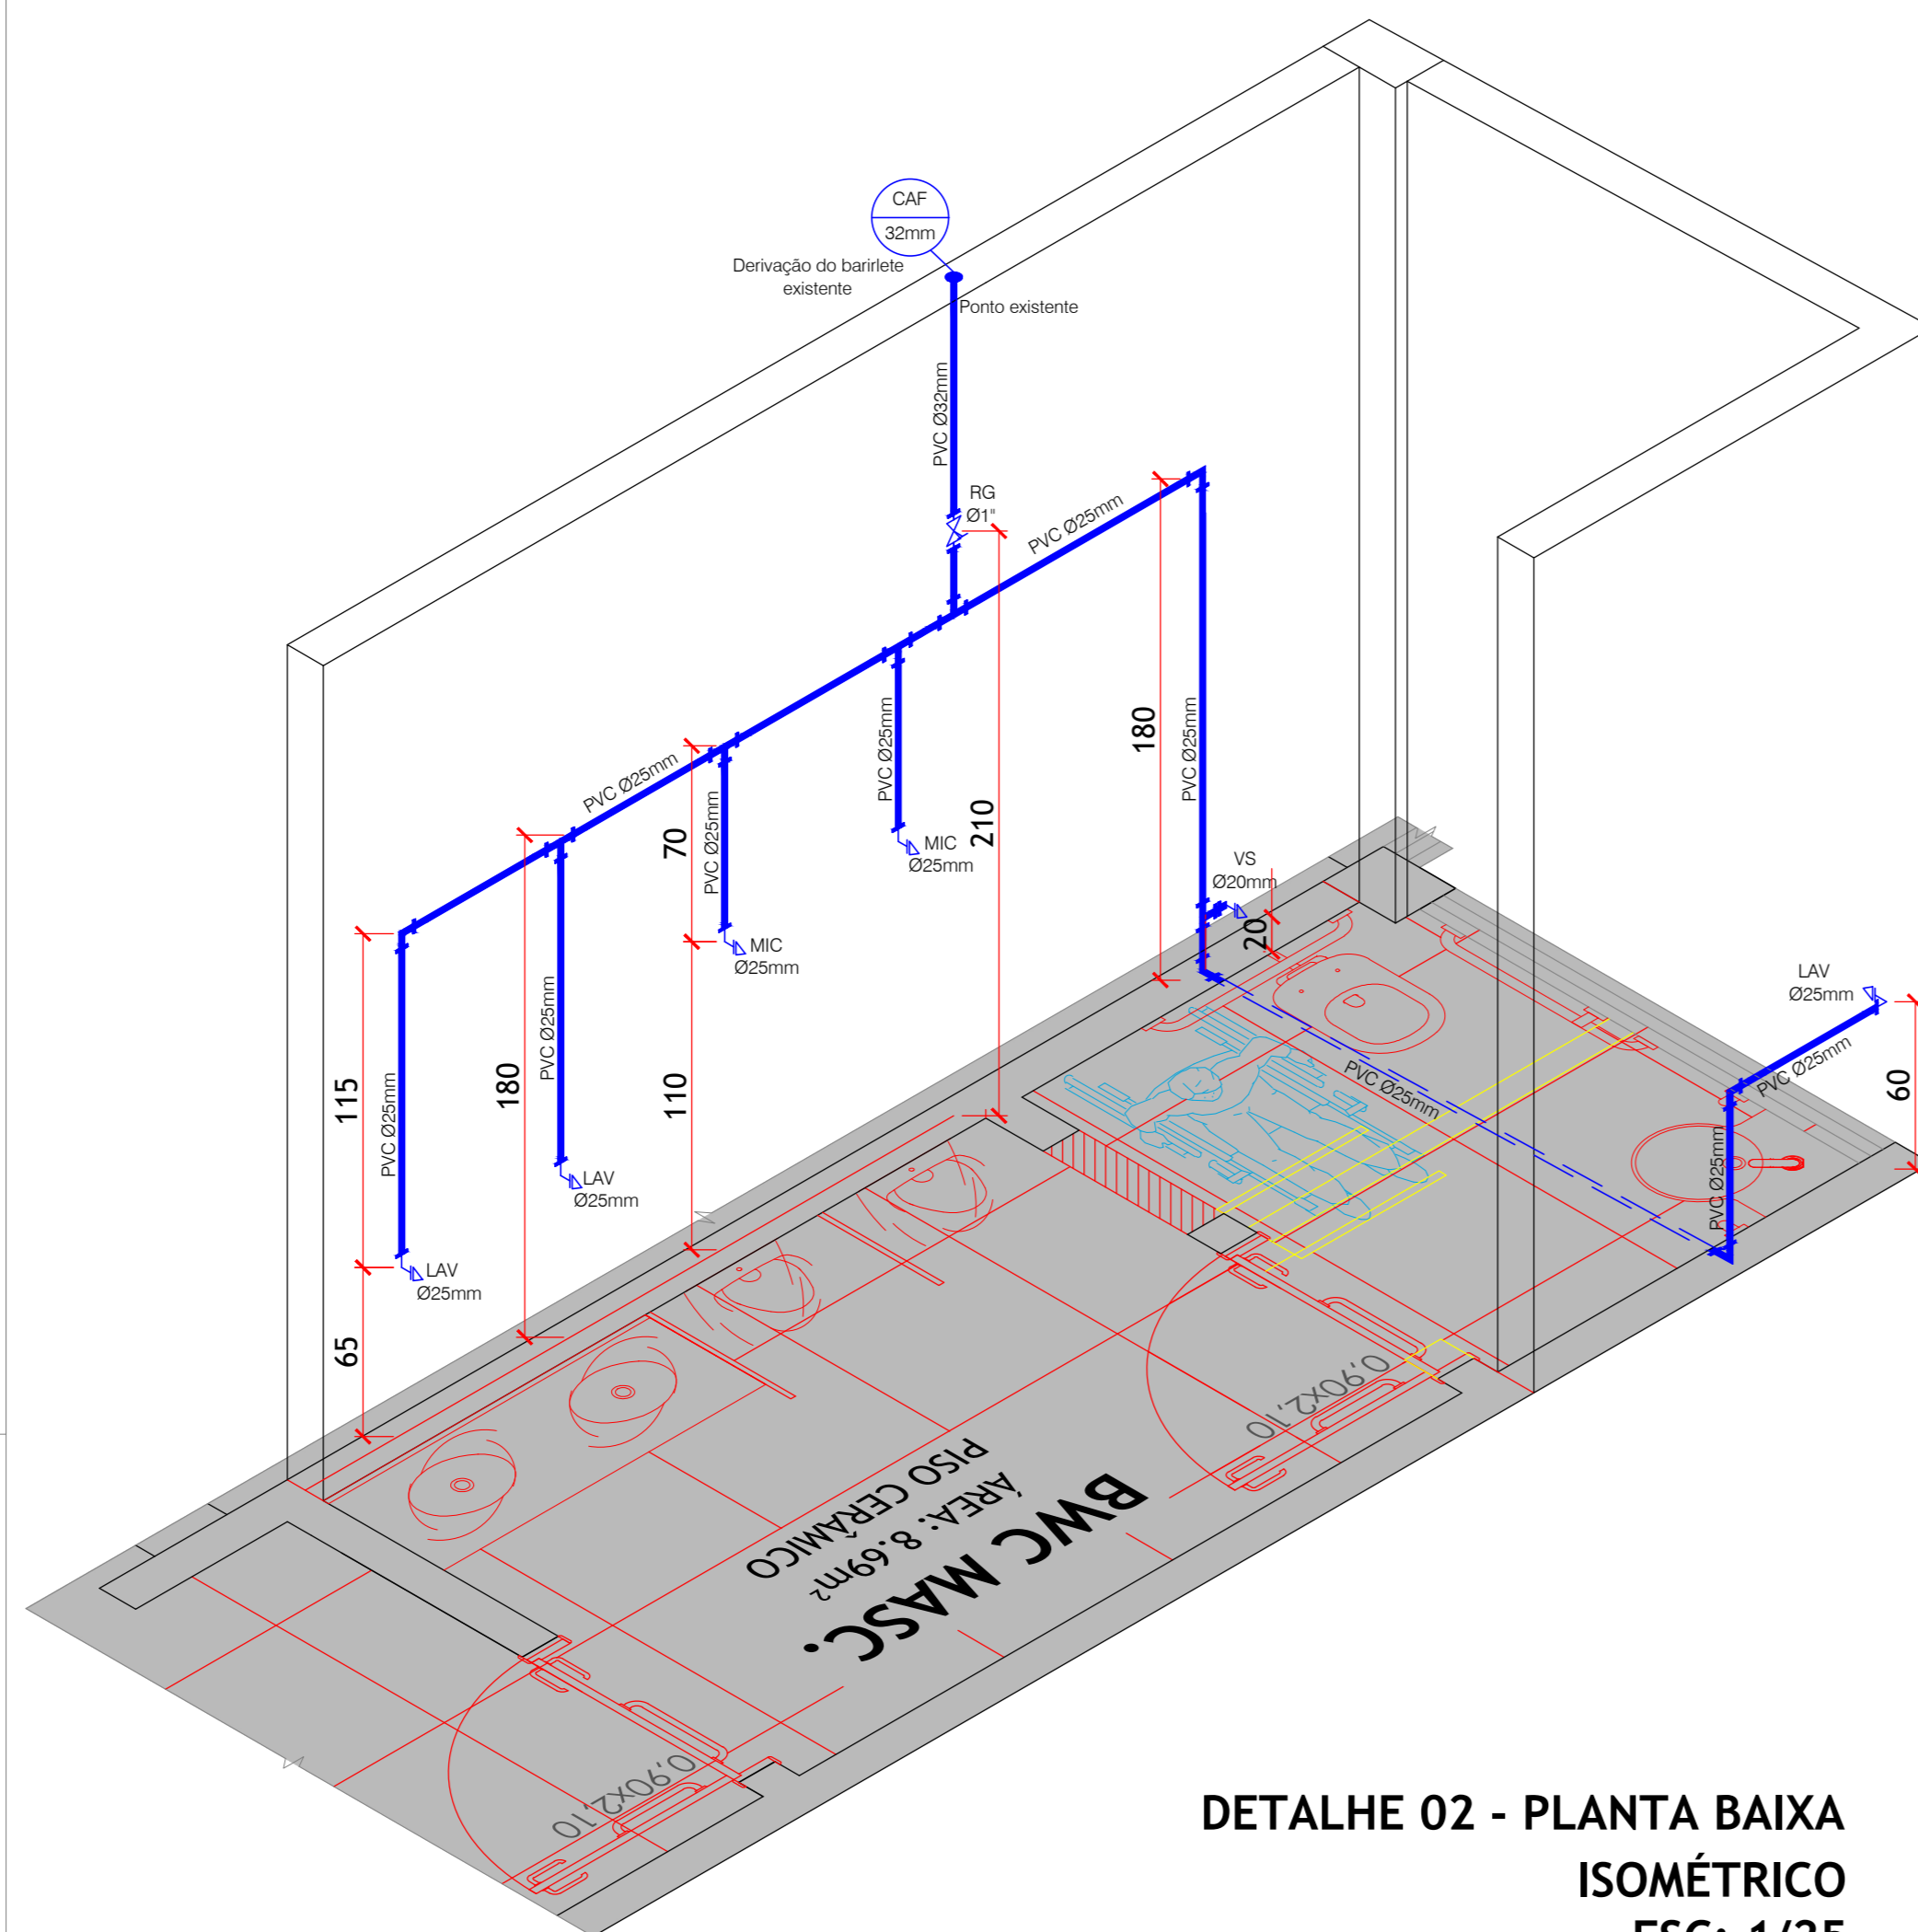 CAF
32mm
Derivação do barirlete
existente
Ponto existente
PVC Ø32mm
RG
Ø1"
PVC Ø25mm
180
PVC Ø25mm
PVC Ø25mm
210
MIC
Ø25mm
PVC Ø25mm
70
PVC Ø25mm
110
MIC
Ø25mm
VS
Ø20mm
20
LAV
Ø25mm
PVC Ø25mm
60
PVC Ø25mm
PVC Ø25mm
180
PVC Ø25mm
LAV
Ø25mm
115
PVC Ø25mm
65
LAV
Ø25mm
0,90x2,10
BWC MASC.
ÁREA: 8.69m²
PISO CERÂMICO
0,90x2,10
DETALHE 02 - PLANTA BAIXA
ISOMÉTRICO
ESC: 1/25